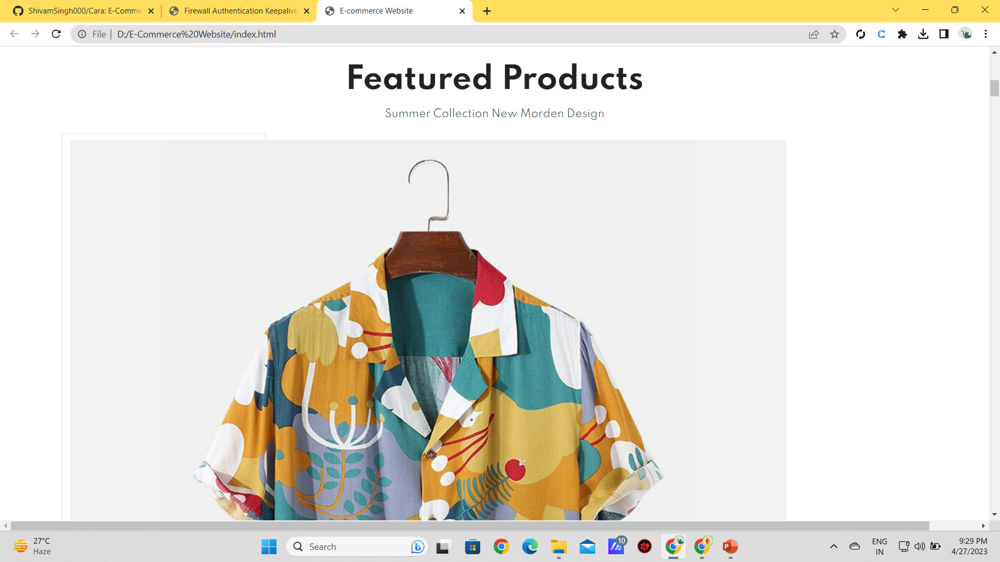 ShivamSingh000/Cara: E-Comme
Firewall Authentication Keepalive
E-commerce Website
File
D:/E-Commerce%20Website/index.html
Featured Products
Summer Collection New Morden Design
27°C
Haze
Search
10
ENG
IN
9:29 PM
4/27/2023